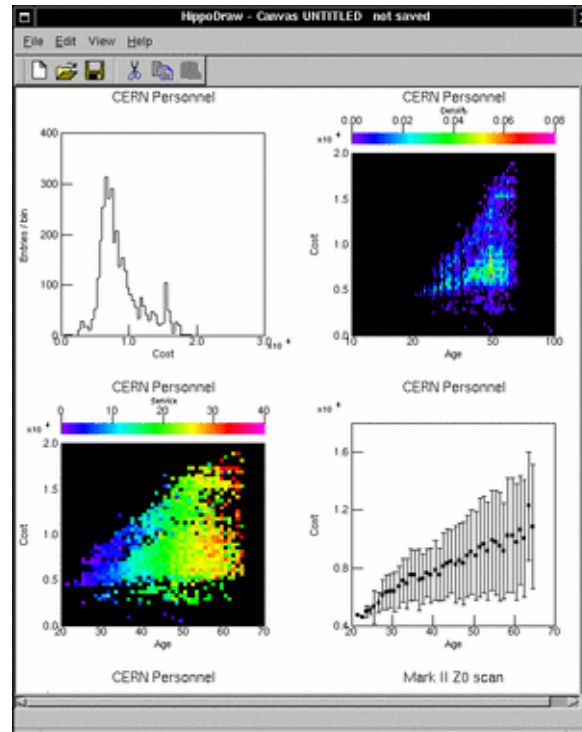 HippoDraw - Canvas UNTITLED not saved
File Edit View Help
CERN Personnel
400
300
200
100
0
Entries / bin
0.0 1.0 2.0 3.0
x10 4
Cost
CERN Personnel
Density
0.00 0.02 0.04 0.06 0.08
x10 4
2.0
1.5
1.0
0.5
0.0
Cost
10 20 50 100
Age
CERN Personnel
Service
0 10 20 30 40
x10 4
2.0
1.5
1.0
0.5
0.0
Cost
20 30 40 50 60 70
Age
CERN Personnel
x10 4
1.6
1.2
0.8
0.4
Cost
20 30 40 50 60 70
Age
CERN Personnel
Mark II Z0 scan